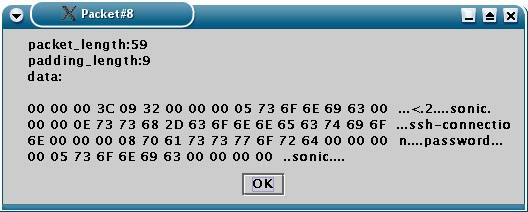 Packet#8
packet_length:59
padding_length:9
data:
00 00 00 3C 09 32 00 00 00 05 73 6F 6E 69 63 00 ...<.2....sonic.
00 00 0E 73 73 68 2D 63 6F 6E 6E 65 63 74 69 6F ...ssh-connectio
6E 00 00 00 08 70 61 73 73 77 6F 72 64 00 00 00 n....password...
00 05 73 6F 6E 69 63 00 00 00 00 ..sonic....
OK